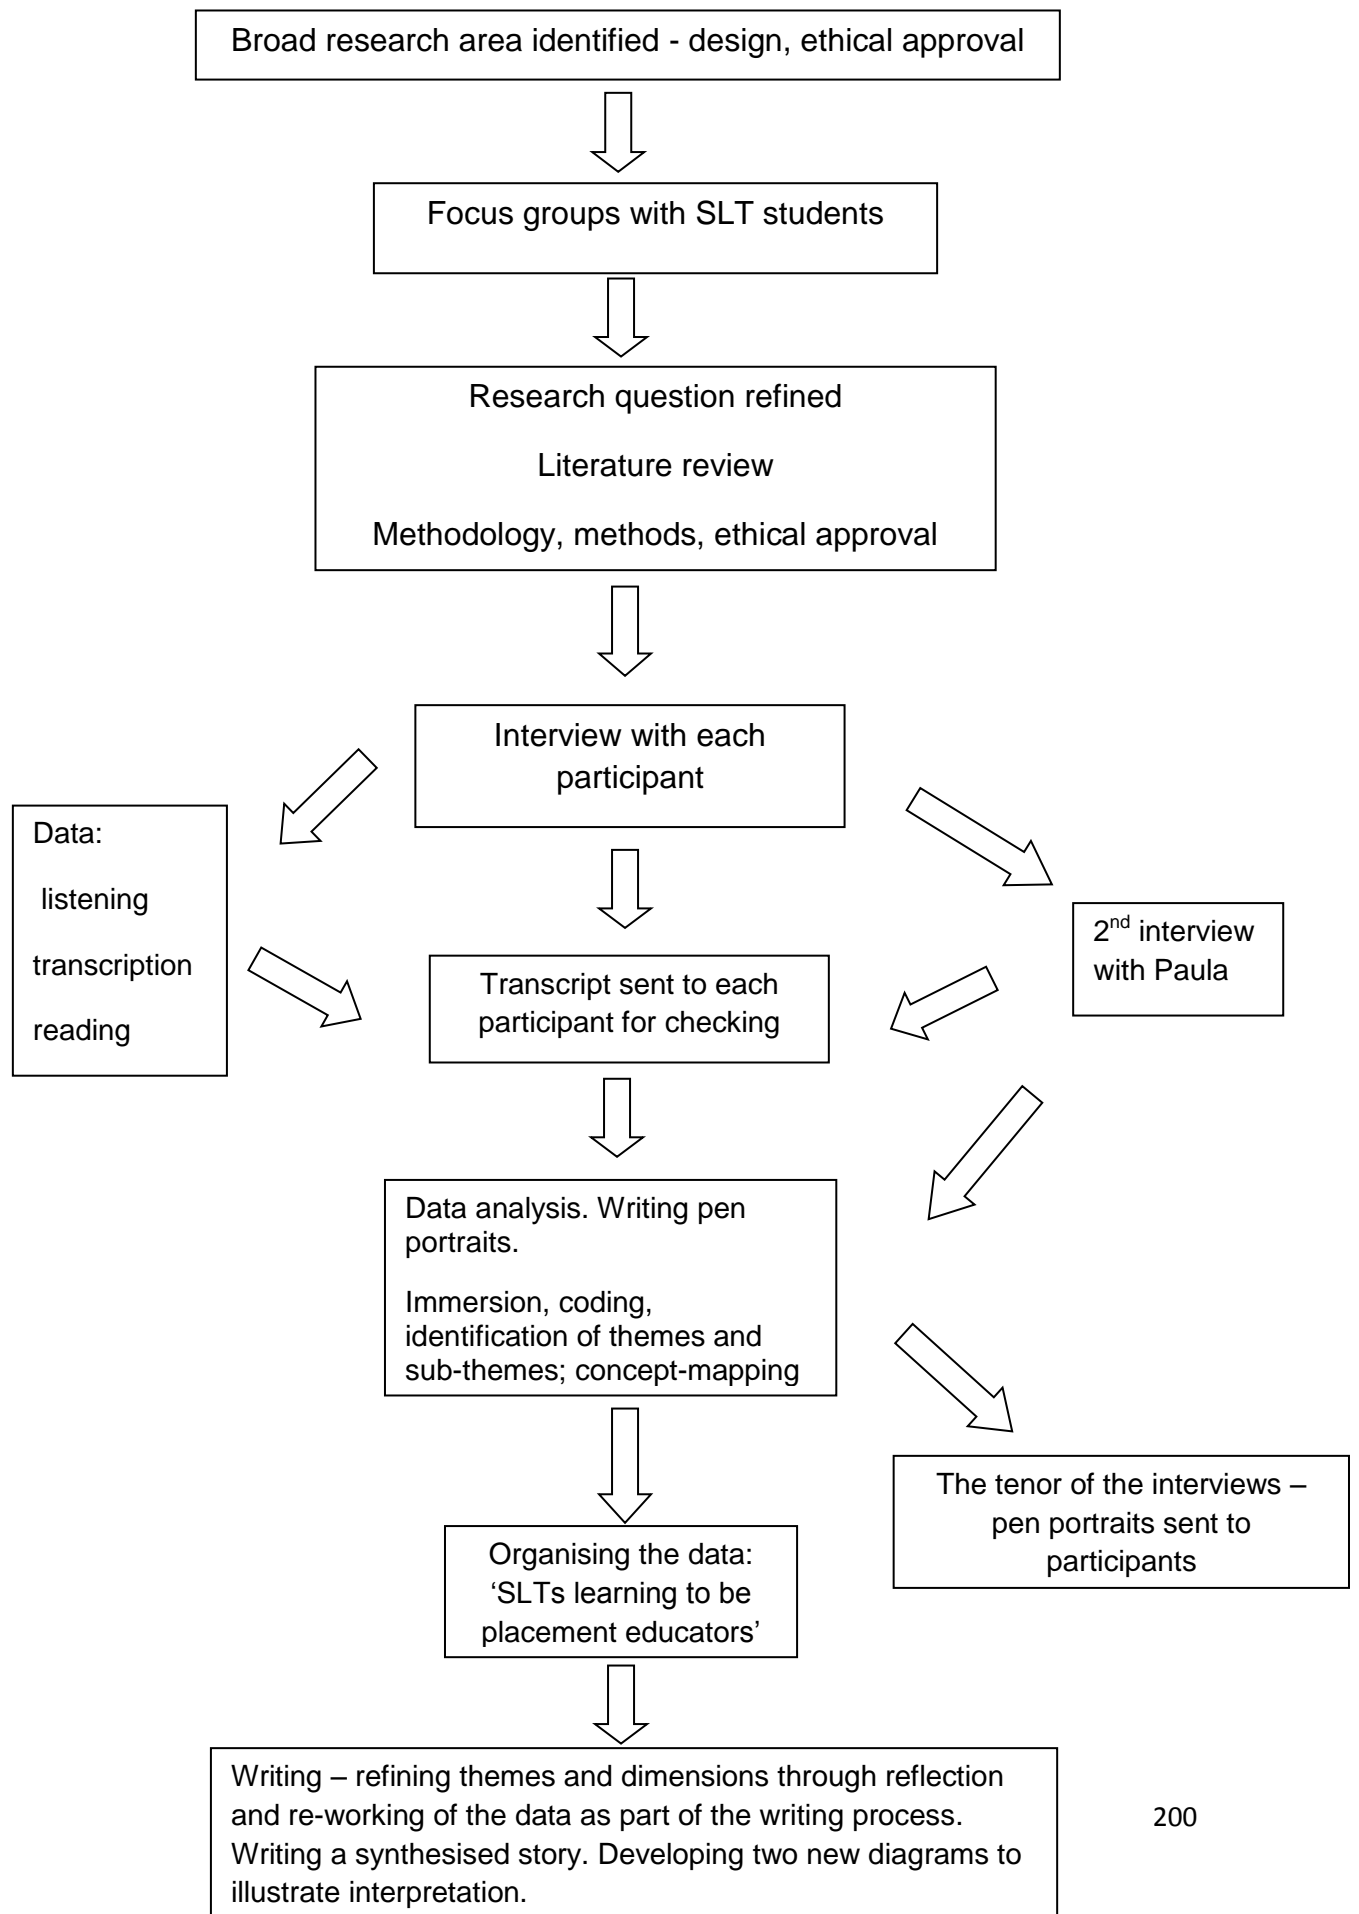 Broad research area identified - design, ethical approval
Focus groups with SLT students
Research question refined
Literature review
Methodology, methods, ethical approval
Interview with each
participant
Data:
listening
transcription
reading
2nd interview
with Paula
Transcript sent to each
participant for checking
Data analysis. Writing pen
portraits.
Immersion, coding,
identification of themes and
sub-themes; concept-mapping
The tenor of the interviews –
pen portraits sent to
participants
Organising the data:
‘SLTs learning to be
placement educators’
Writing – refining themes and dimensions through reflection
and re-working of the data as part of the writing process.
Writing a synthesised story. Developing two new diagrams to
illustrate interpretation.
200